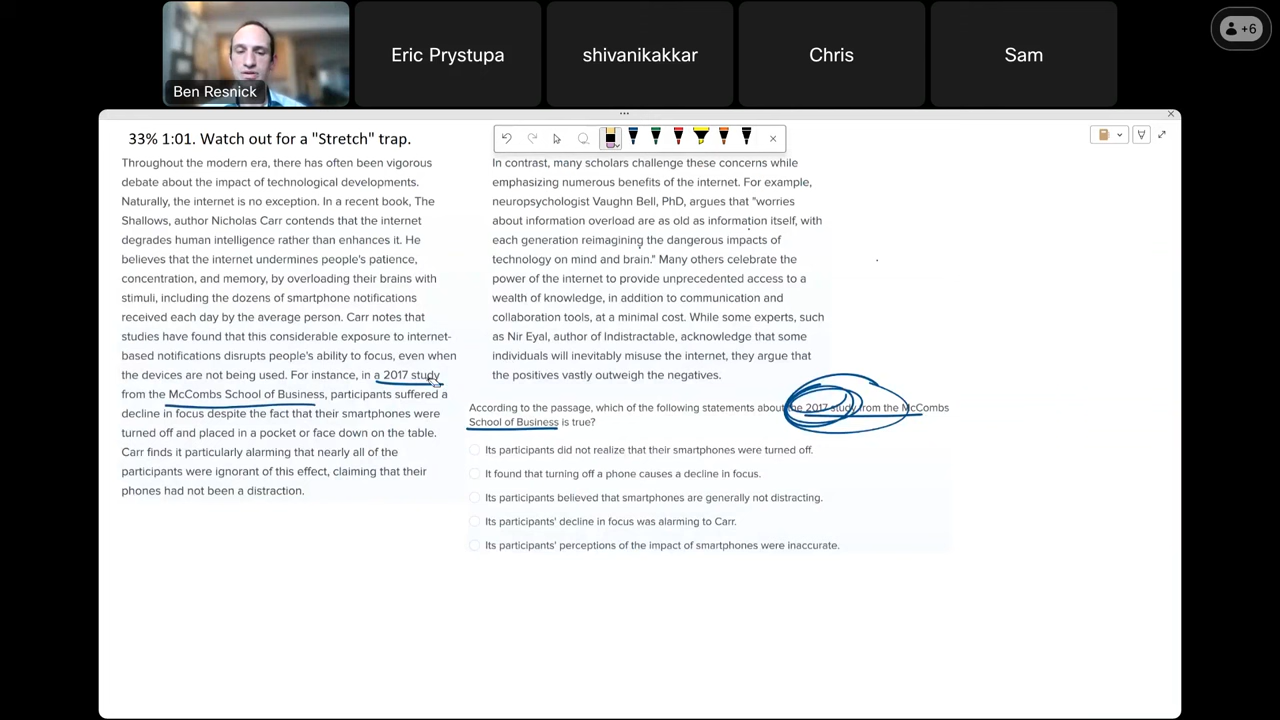 Ben Resnick
Eric Prystupa
shivanikakkar
Chris
Sam
+6
33% 1:01. Watch out for a "Stretch" trap.
Throughout the modern era, there has often been vigorous
debate about the impact of technological developments.
Naturally, the internet is no exception. In a recent book, The
Shallows, author Nicholas Carr contends that the internet
degrades human intelligence rather than enhances it. He
believes that the internet undermines people's patience,
concentration, and memory, by overloading their brains with
stimuli, including the dozens of smartphone notifications
received each day by the average person. Carr notes that
studies have found that this considerable exposure to internet-
based notifications disrupts people's ability to focus, even when
the devices are not being used. For instance, in a 2017 study
from the McCombs School of Business, participants suffered a
decline in focus despite the fact that their smartphones were
turned off and placed in a pocket or face down on the table.
Carr finds it particularly alarming that nearly all of the
participants were ignorant of this effect, claiming that their
phones had not been a distraction.
In contrast, many scholars challenge these concerns while
emphasizing numerous benefits of the internet. For example,
neuropsychologist Vaughn Bell, PhD, argues that "worries
about information overload are as old as information itself, with
each generation reimagining the dangerous impacts of
technology on mind and brain." Many others celebrate the
power of the internet to provide unprecedented access to a
wealth of knowledge, in addition to communication and
collaboration tools, at a minimal cost. While some experts, such
as Nir Eyal, author of Indistractable, acknowledge that some
individuals will inevitably misuse the internet, they argue that
the positives vastly outweigh the negatives.
According to the passage, which of the following statements about the 2017 study from the McCombs
School of Business is true?
Its participants did not realize that their smartphones were turned off.
It found that turning off a phone causes a decline in focus.
Its participants believed that smartphones are generally not distracting.
Its participants' decline in focus was alarming to Carr.
Its participants' perceptions of the impact of smartphones were inaccurate.